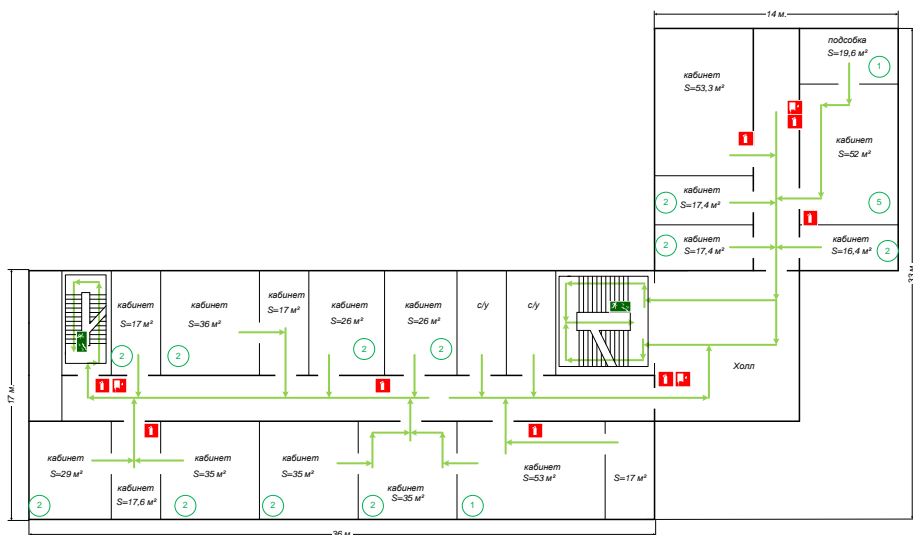 14 м.
подсобка
S=19,6 м²
1
кабинет
S=53,3 м²
кабинет
S=52 м²
5
кабинет
S=17,4 м²
2
кабинет
S=17,4 м²
2
кабинет
S=16,4 м²
2
33 м.
кабинет
S=17 м²
2
кабинет
S=36 м²
2
кабинет
S=17 м²
кабинет
S=26 м²
2
кабинет
S=26 м²
2
с/у
с/у
Холл
17 м.
кабинет
S=29 м²
2
кабинет
S=17,6 м²
кабинет
S=35 м²
2
кабинет
S=35 м²
2
кабинет
S=35 м²
2
кабинет
S=53 м²
1
S=17 м²
36 м.